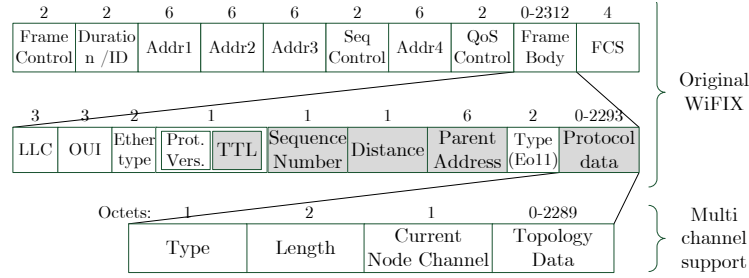 2 2 6 6 6 2 6 2 0-2312 4
Frame Duratio Addr1 Addr2 Addr3 Seq Addr4 QoS Frame FCS
Control n /ID Control Control Body
Original
WiFIX
3 3 2 1 1 1 6 2 0-2293
LLC OUI Ether Prot. TTL Sequence Distance Parent Type Protocol
type Vers. Number Address (Eo11) data
Octets: 1 2 1 0-2289
Type Length Current Topology
Node Channel Data
Multi
channel
support